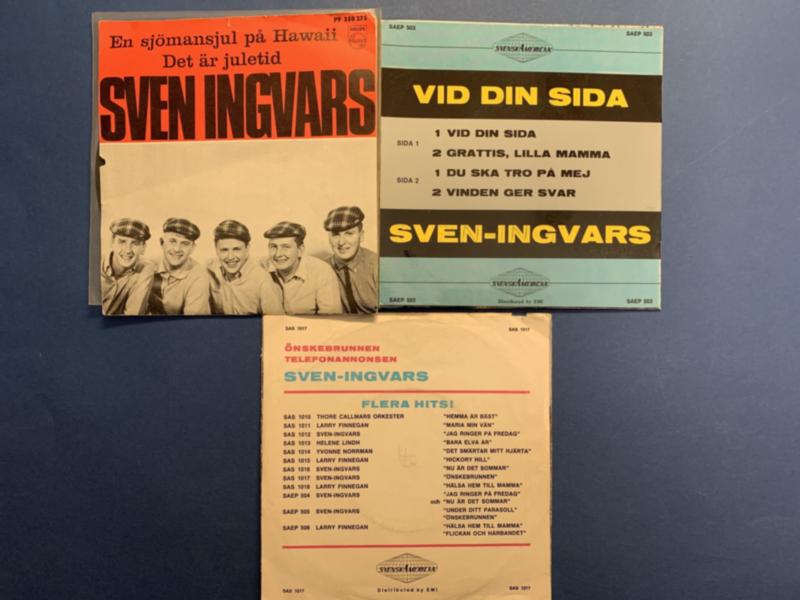 PF 350 275
PHILIPS
En sjömansjul på Hawaii
Det är juletid
SVEN INGVARS
SAEP 503
SAEP 503
SVENSKAMERIKAN
VID DIN SIDA
SIDA 1
1 VID DIN SIDA
2 GRATTIS, LILLA MAMMA
SIDA 2
1 DU SKA TRO PÅ MEJ
2 VINDEN GER SVAR
SVEN-INGVARS
SAEP 503
SAEP 503
Distributed by EMI
SAS 1017
SAS 1017
ÖNSKEBRUNNEN
TELEFONANNONSEN
SVEN-INGVARS
FLERA HITS!
SAS 1010 THORE CALLMARS ORKESTER "HEMMA ÄR BÄST"
SAS 1011 LARRY FINNEGAN "MARIA MIN VÄN"
SAS 1012 SVEN-INGVARS "JAG RINGER PÅ FREDAG"
SAS 1013 HELENE LINDH "BARA ELVA ÅR"
SAS 1014 YVONNE NORRMAN "DET SMÄRTAR MITT HJÄRTA"
SAS 1015 LARRY FINNEGAN "HICKORY HILL"
SAS 1016 SVEN-INGVARS "NU ÄR DET SOMMAR"
SAS 1017 SVEN-INGVARS "ÖNSKEBRUNNEN"
SAS 1018 LARRY FINNEGAN "HÄLSA HEM TILL MAMMA"
SAEP 504 SVEN-INGVARS "JAG RINGER PÅ FREDAG"
och "NU ÄR DET SOMMAR"
SAEP 505 SVEN-INGVARS "UNDER DITT PARASOLL"
"ÖNSKEBRUNNEN"
SAEP 506 LARRY FINNEGAN "HÄLSA HEM TILL MAMMA"
"FLICKAN OCH HÅRBANDET"
SAS 1017
SAS 1017
Distributed by EMI